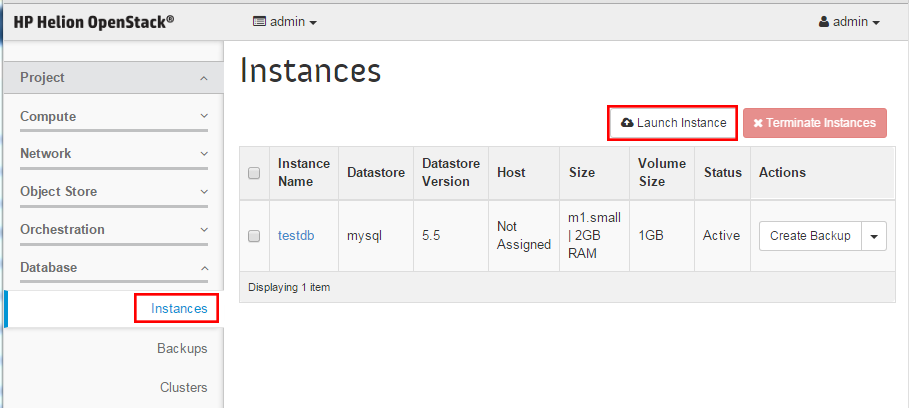 HP Helion OpenStack®
admin
admin
Project
Compute
Network
Object Store
Orchestration
Database
Instances
Backups
Clusters
Instances
Launch Instance
Terminate Instances
Instance Name
Datastore
Datastore Version
Host
Size
Volume Size
Status
Actions
testdb
mysql
5.5
Not Assigned
m1.small | 2GB RAM
1GB
Active
Create Backup
Displaying 1 item